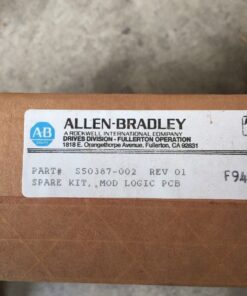 AB
ALLEN-BRADLEY
A ROCKWELL INTERNATIONAL COMPANY
DRIVES DIVISION - FULLERTON OPERATION
1818 E. Orangethorpe Avenue, Fullerton, CA 92631
PART# S50387-002 REV 01
SPARE KIT, MOD LOGIC PCB
F94